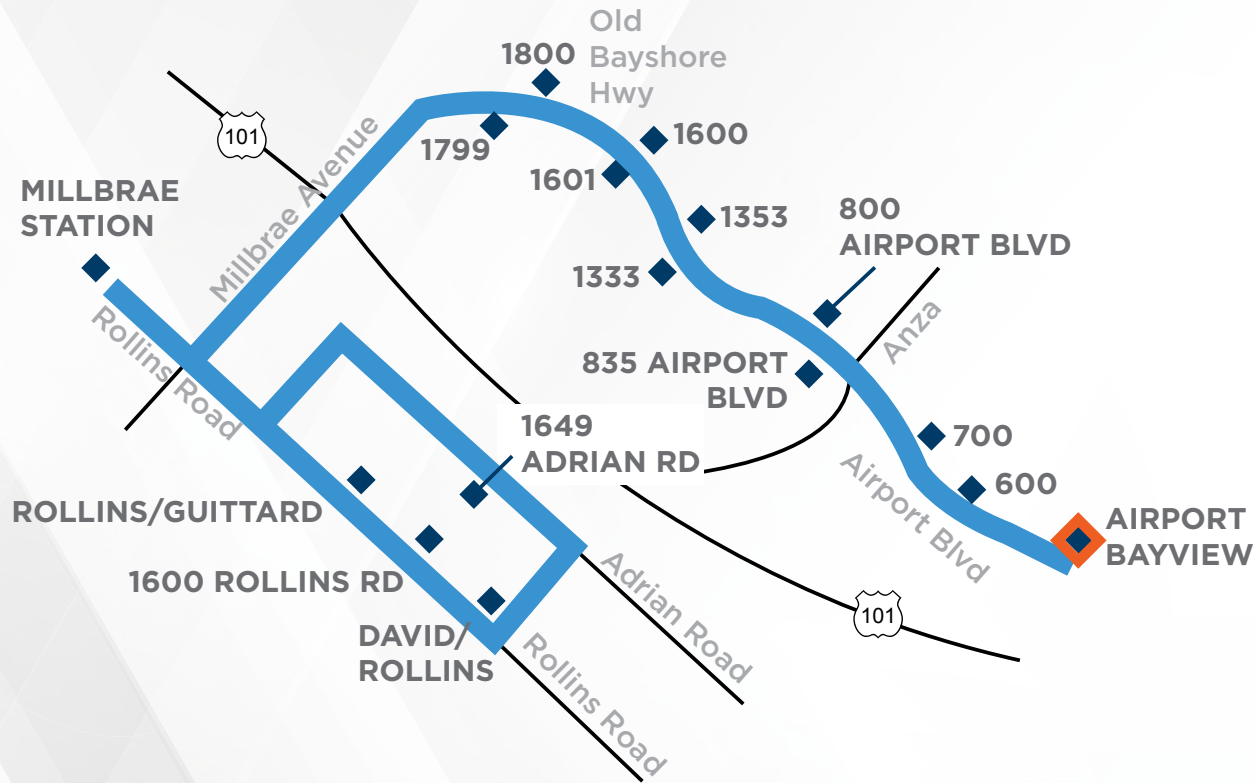 Old
Bayshore
Hwy
1800
101
1799
1600
1601
Millbrae Avenue
MILLBRAE
STATION
1353
800
AIRPORT BLVD
1333
Rollins Road
Anza
835 AIRPORT
BLVD
1649
ADRIAN RD
700
600
Airport Blvd
ROLLINS/GUITTARD
AIRPORT
BAYVIEW
1600 ROLLINS RD
Adrian Road
101
DAVID/
ROLLINS
Rollins Road